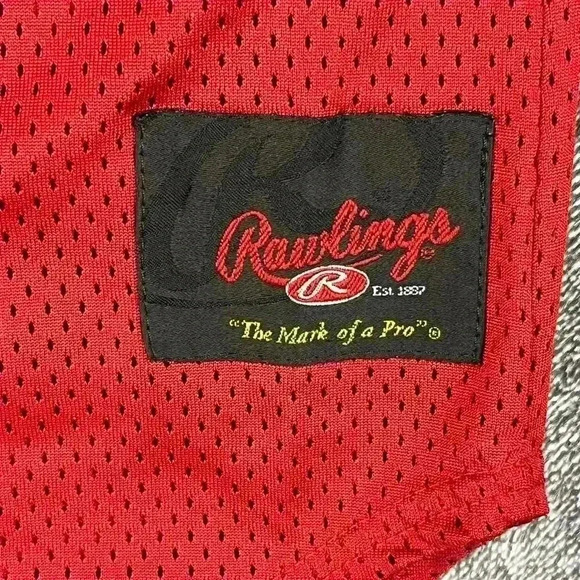 Rawlings®
R Est. 1887
"The Mark of a Pro"®